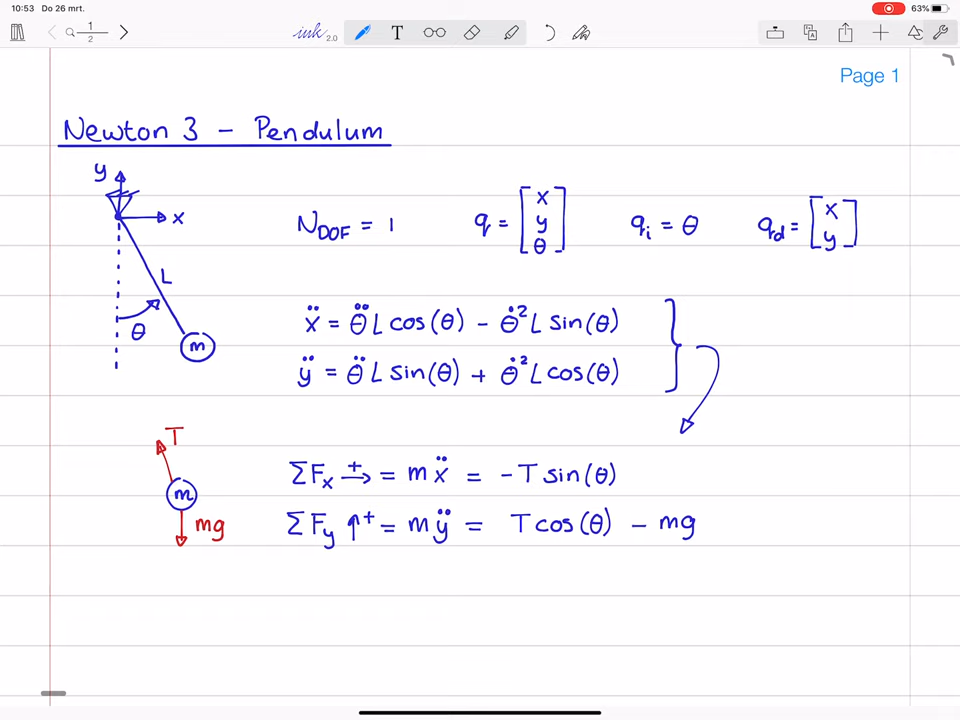 10:53 Do 26 mrt.
63%
1
2
ink 2.0
T
Page 1
Newton 3 – Pendulum
y
x
L
θ
m
N_DOF = 1
q = [x y θ]
q_i = θ
q_d = [x y]
ẍ = θ̈ L cos(θ) – θ̇² L sin(θ)
ÿ = θ̈ L sin(θ) + θ̇² L cos(θ)
T
m
mg
ΣF_x →+ = m ẍ = -T sin(θ)
ΣF_y ↑+ = m ÿ = T cos(θ) – mg